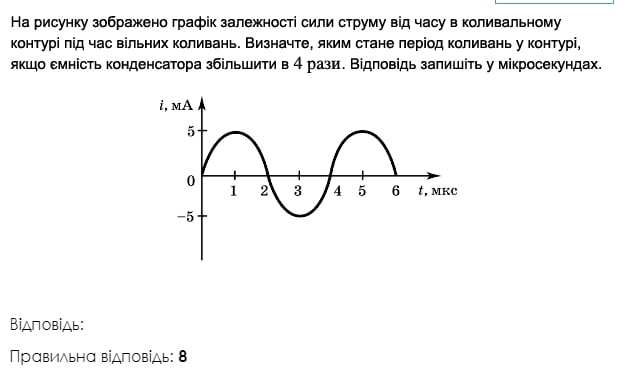 На рисунку зображено графік залежності сили струму від часу в коливальному
контурі під час вільних коливань. Визначте, яким стане період коливань у контурі,
якщо ємність конденсатора збільшити в 4 рази. Відповідь запишіть у мікросекундах.
i, мА
5
0
1 2 3 4 5 6 t, мкс
−5
Відповідь:
Правильна відповідь: 8